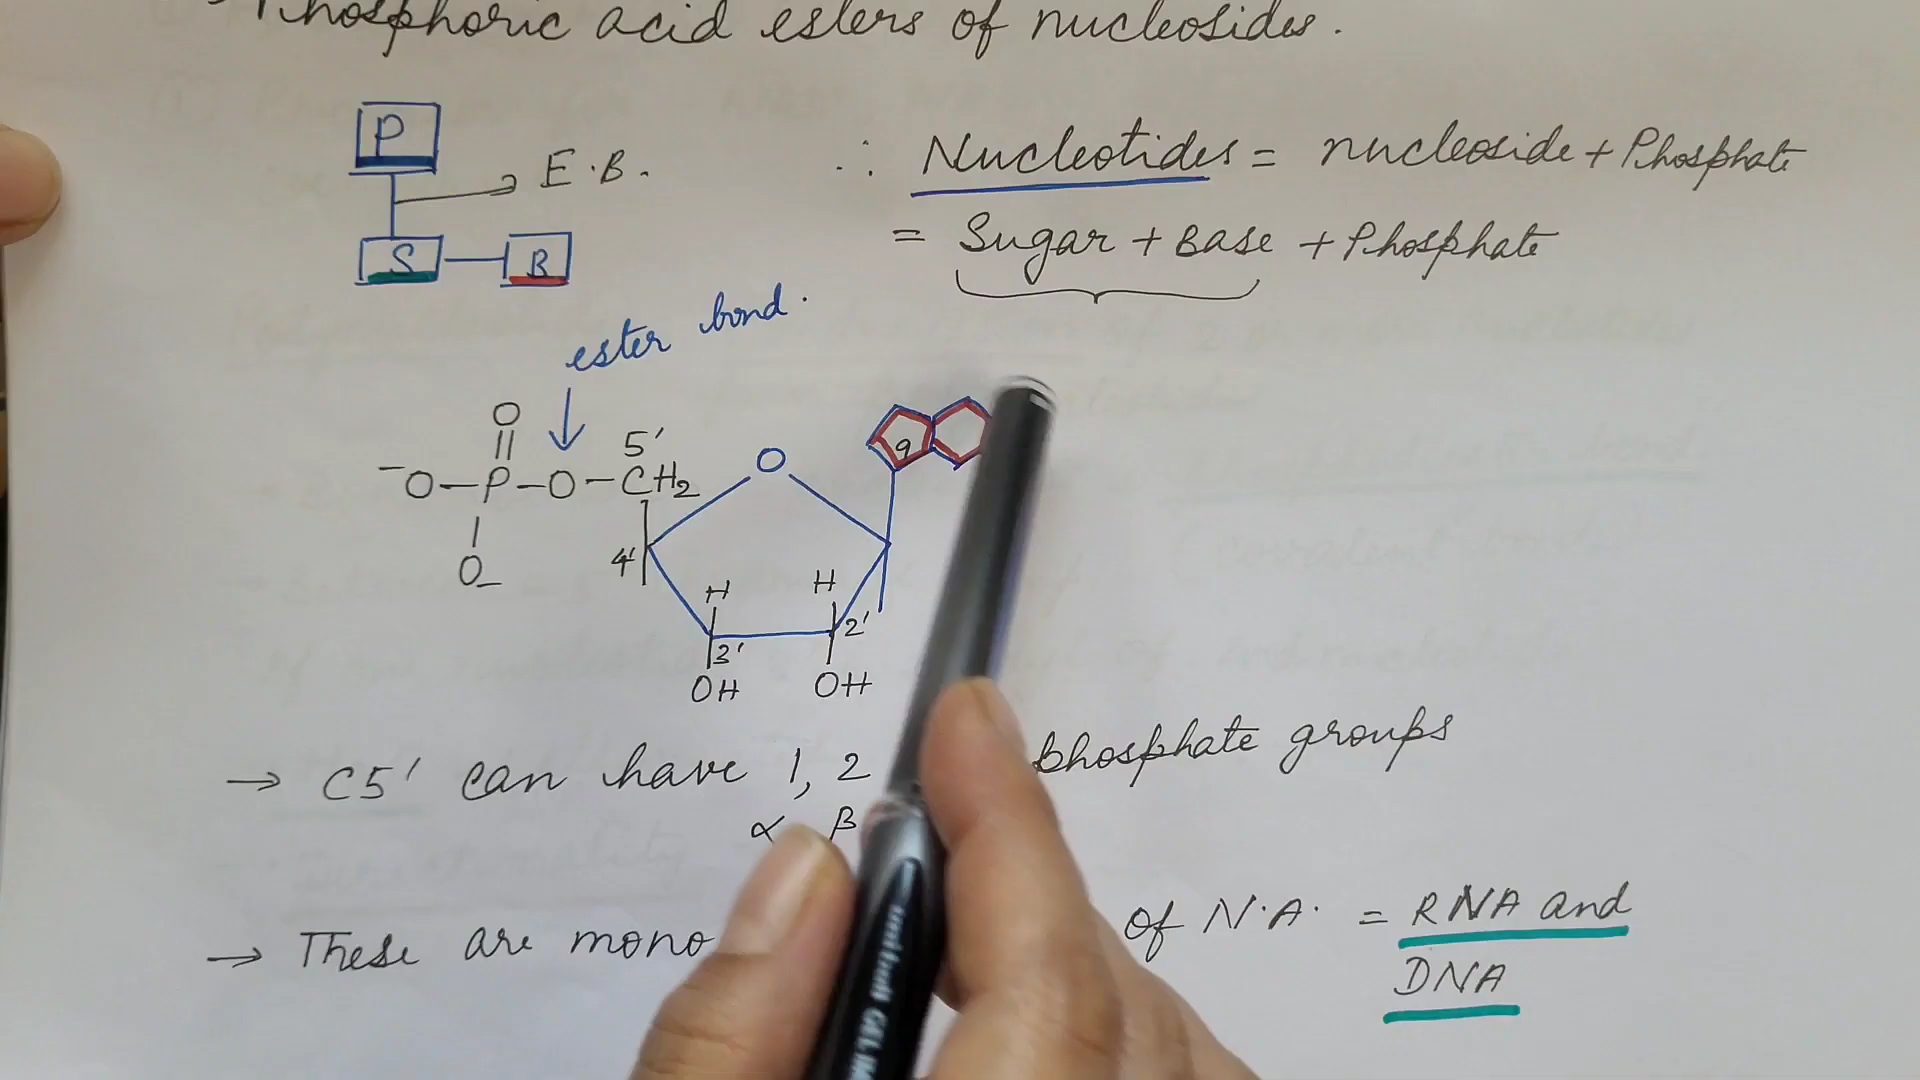 Phosphoric acid esters of nucleosides.
P
E.B.
S B
∴ Nucleotides = nucleoside + Phosphate
= Sugar + Base + Phosphate
ester bond.
O
5'
⁻O-P-O-CH2
O_
O
9
4'
H H
3' 2'
OH OH
→ C5' can have 1, 2 phosphate groups
α β
→ These are mono of N.A. = RNA and
DNA